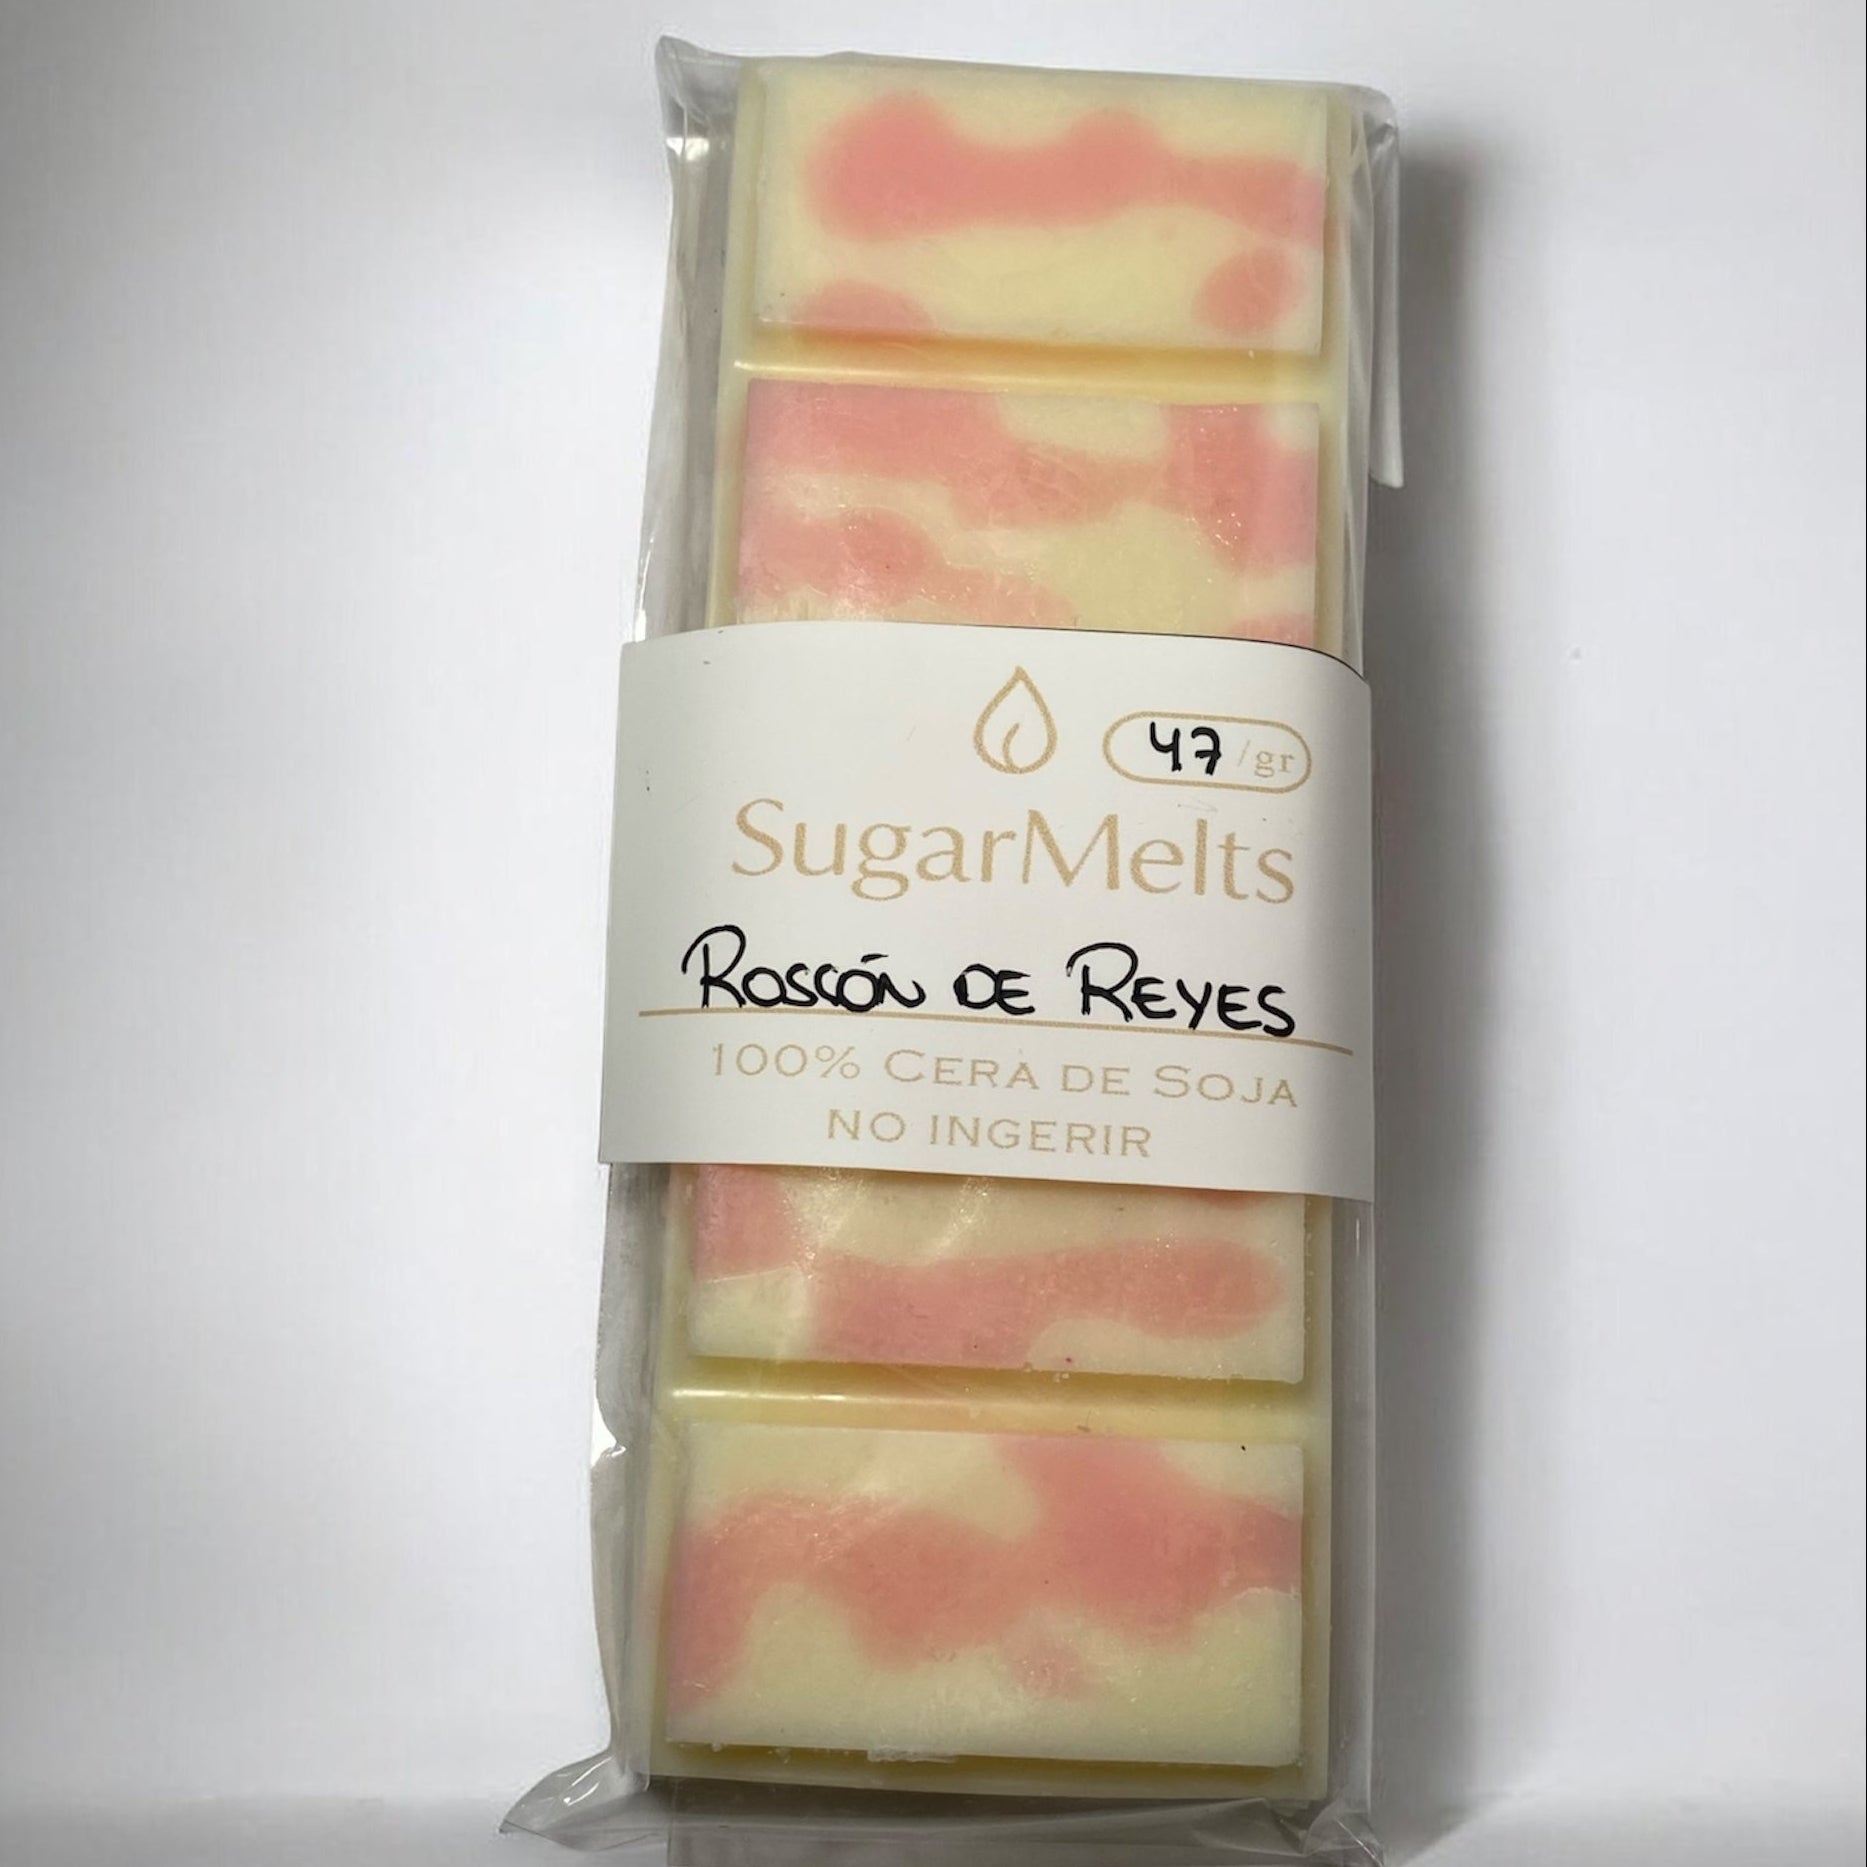 47 /gr
SugarMelts
Roscón de Reyes
100% CERA DE SOJA
NO INGERIR